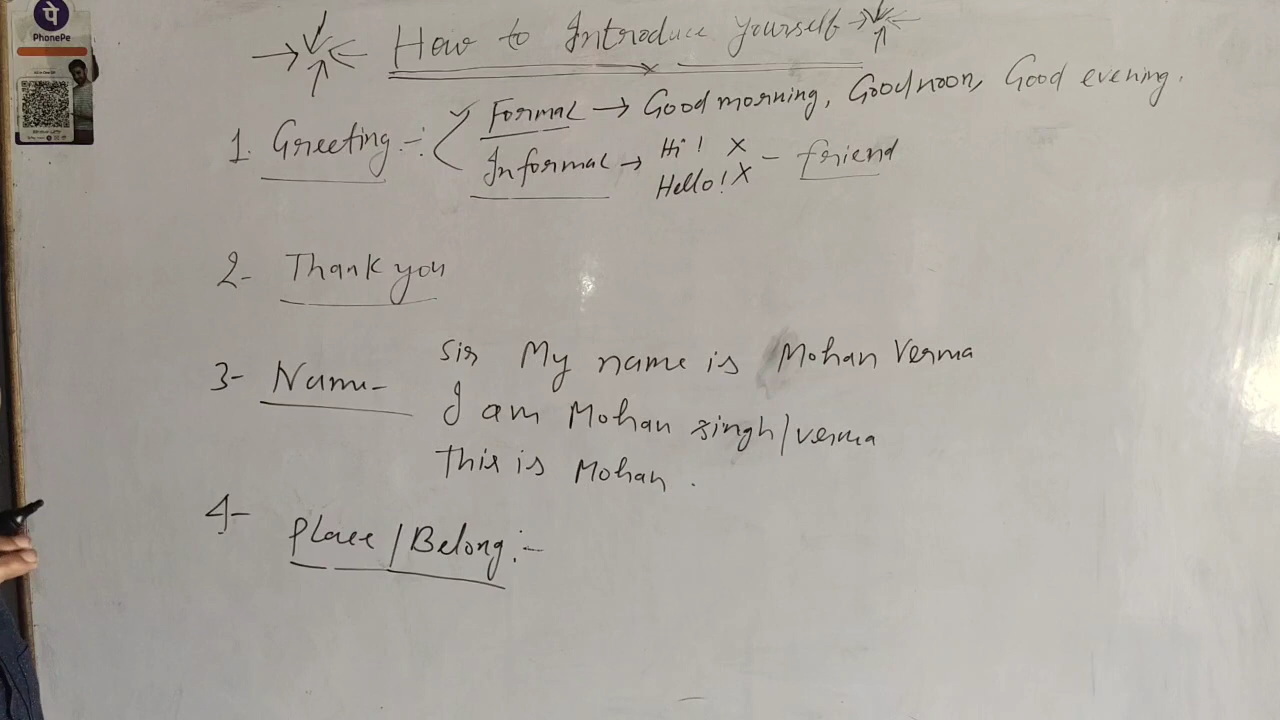 पे
PhonePe
How to Introduce Yourself
1. Greeting :- Formal → Good morning, Good noon, Good evening.
Informal → Hi! X
Hello! X - friend
2- Thank you
3- Name- Sir My name is Mohan Verma
I am Mohan singh/verma
This is Mohan.
4- Place/Belong:-